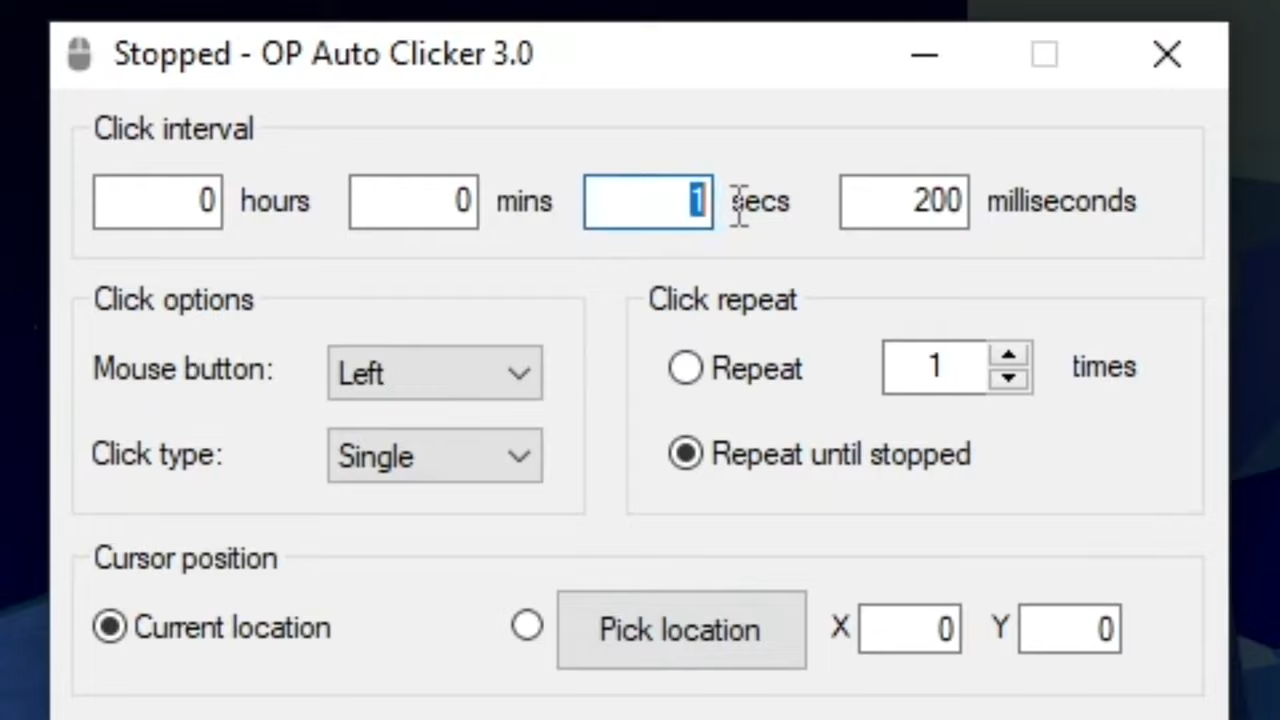 Stopped - OP Auto Clicker 3.0
Click interval
0 hours 0 mins 1 secs 200 milliseconds
Click options
Click repeat
Mouse button: Left
Repeat 1 times
Click type: Single
Repeat until stopped
Cursor position
Current location Pick location X 0 Y 0